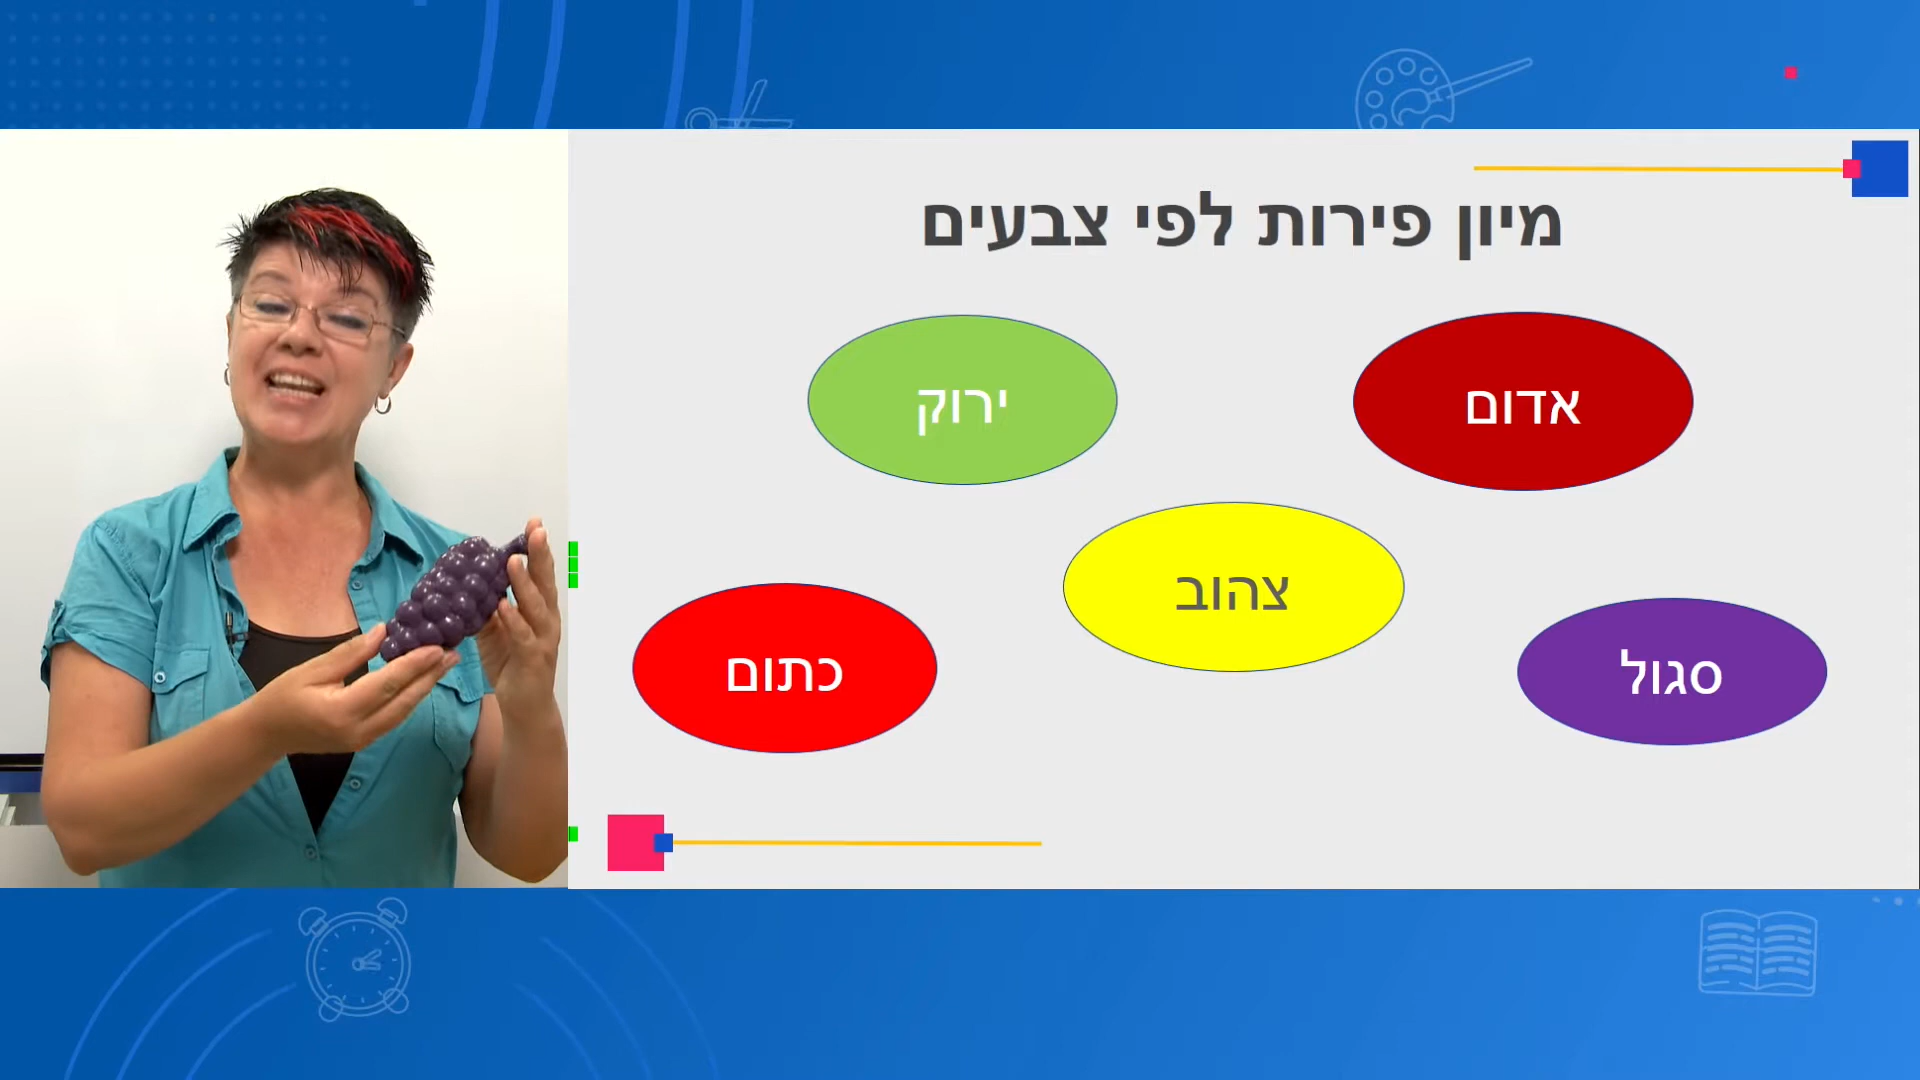 מיון פירות לפי צבעים
אדום
ירוק
צהוב
סגול
כתום